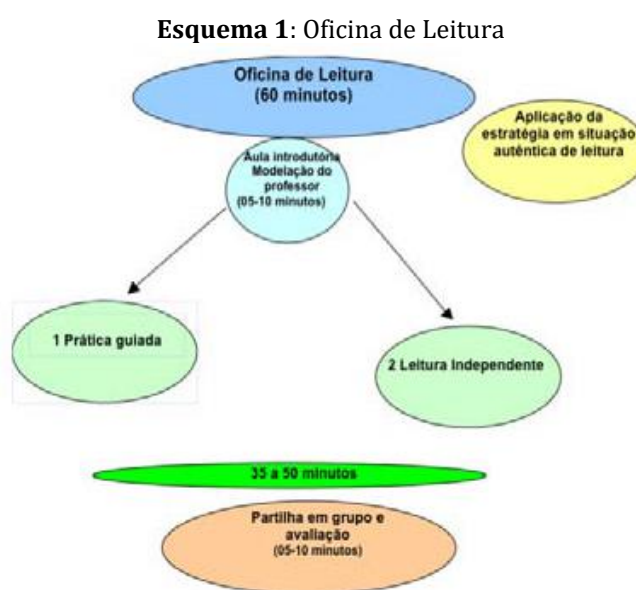 Esquema 1: Oficina de Leitura
Oficina de Leitura
(60 minutos)
Aplicação da
estratégia em situação
autêntica de leitura
Aula introdutória
Modelação do
professor
(05-10 minutos)
1 Prática guiada
2 Leitura Independente
35 a 50 minutos
Partilha em grupo e
avaliação
(05-10 minutos)